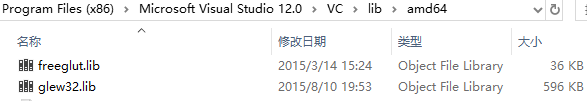 Program Files (x86) › Microsoft Visual Studio 12.0 › VC › lib › amd64
名称 修改日期 类型 大小
freeglut.lib 2015/3/14 15:24 Object File Library 36 KB
glew32.lib 2015/8/10 19:53 Object File Library 596 KB